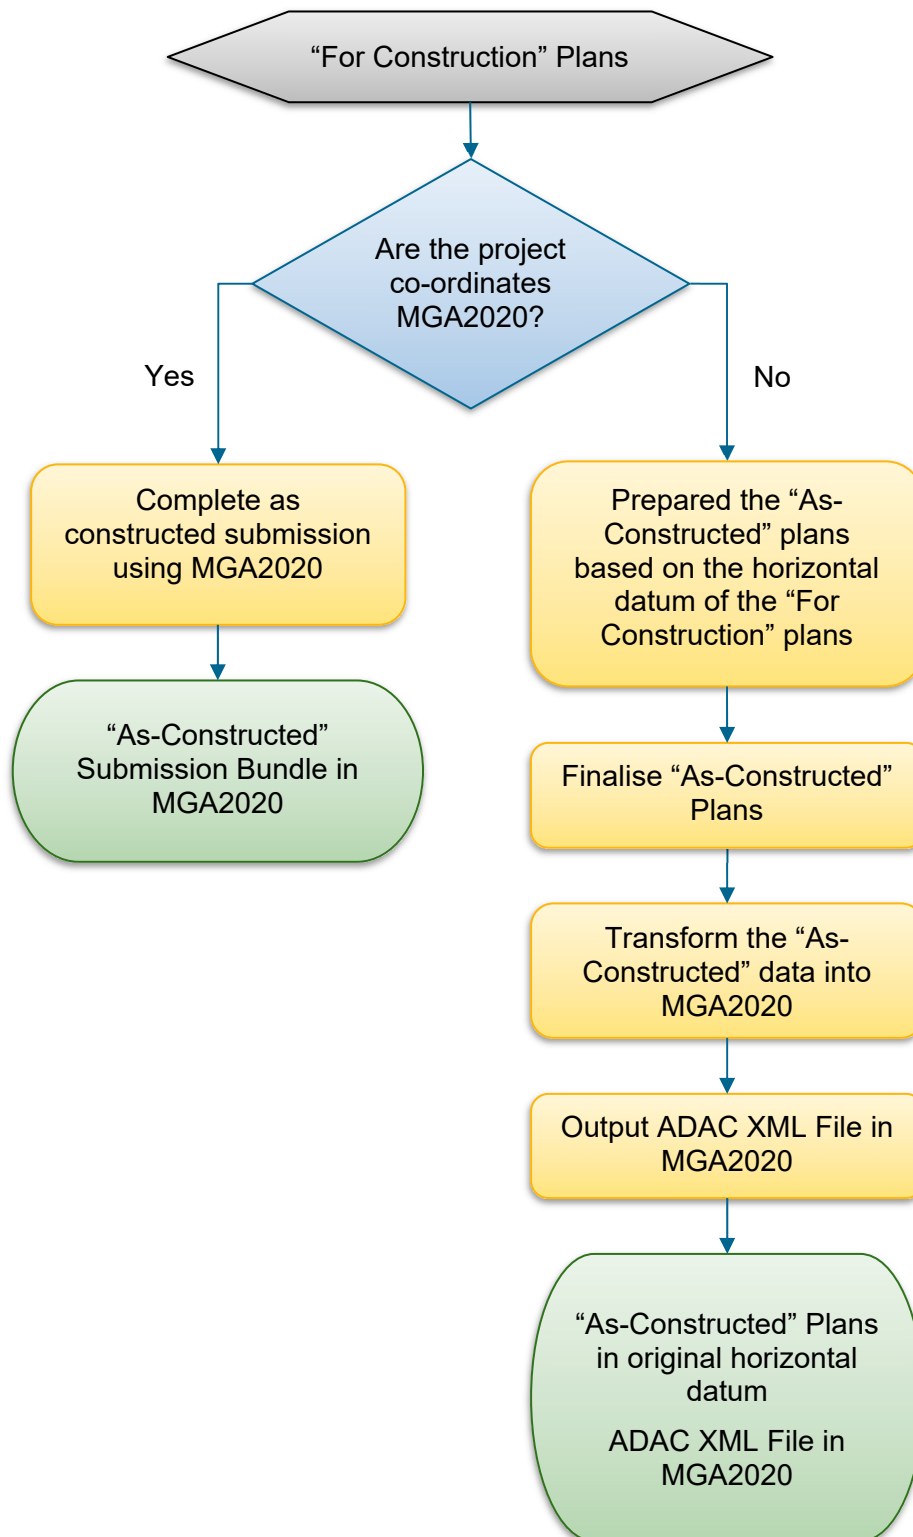 “For Construction” Plans
Are the project
co-ordinates
MGA2020?
Yes
No
Complete as
constructed submission
using MGA2020
“As-Constructed”
Submission Bundle in
MGA2020
Prepared the “As-
Constructed” plans
based on the horizontal
datum of the “For
Construction” plans
Finalise “As-Constructed”
Plans
Transform the “As-
Constructed” data into
MGA2020
Output ADAC XML File in
MGA2020
“As-Constructed” Plans
in original horizontal
datum
ADAC XML File in
MGA2020